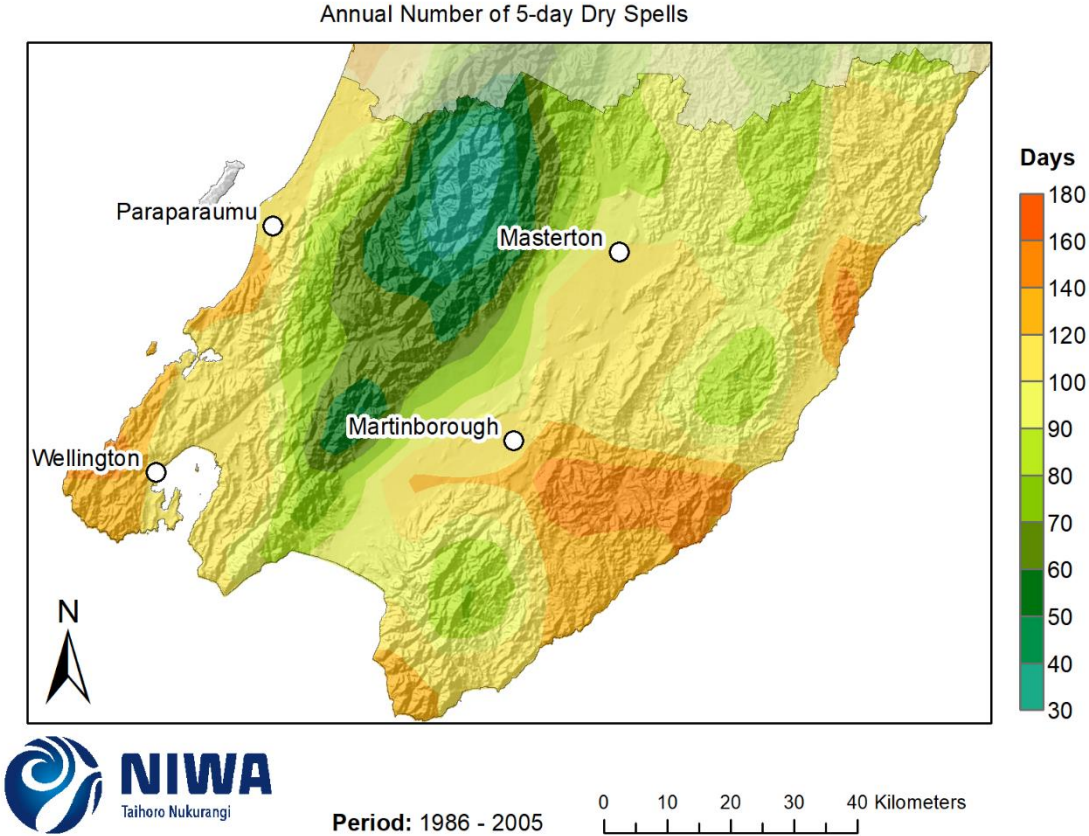 Annual Number of 5-day Dry Spells
Paraparaumu
Masterton
Martinborough
Wellington
N
Days
180
160
140
120
100
90
80
70
60
50
40
30
NIWA
Taihoro Nukurangi
Period: 1986 - 2005
0 10 20 30 40 Kilometers